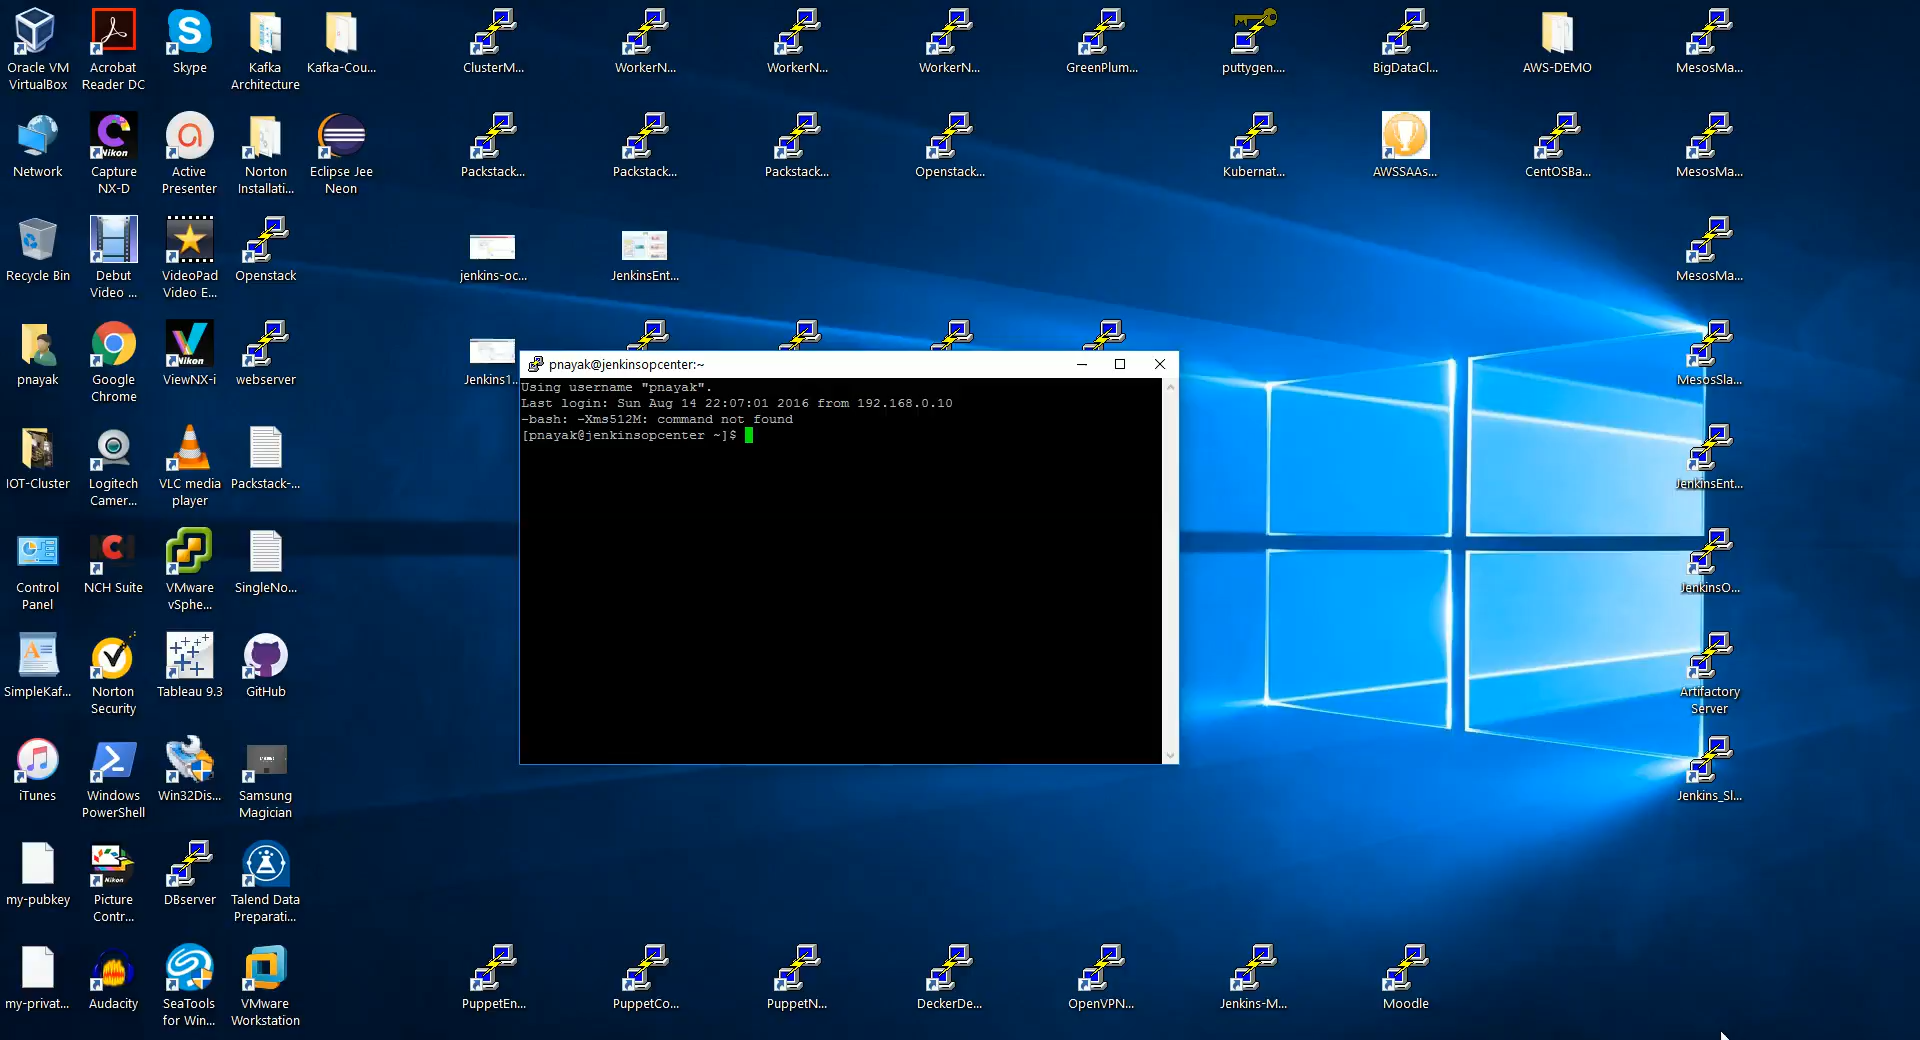 Oracle VM
VirtualBox
Acrobat
Reader DC
Skype
Kafka
Architecture
Kafka-Cou...
ClusterM...
WorkerN...
WorkerN...
WorkerN...
GreenPlum...
puttygen....
BigDataCl...
AWS-DEMO
MesosMa...
Network
Capture
NX-D
Active
Presenter
Norton
Installati...
Eclipse Jee
Neon
Packstack...
Packstack...
Packstack...
Openstack...
Kubernat...
AWSSAAs...
CentOSBa...
MesosMa...
Recycle Bin
Debut
Video ...
VideoPad
Video E...
Openstack
jenkins-oc...
JenkinsEnt...
MesosMa...
pnayak
Google
Chrome
ViewNX-i
webserver
Jenkins1...
MesosSla...
pnayak@jenkinsopcenter:~
Using username "pnayak".
Last login: Sun Aug 14 22:07:01 2016 from 192.168.0.10
-bash: -Xms512M: command not found
[pnayak@jenkinsopcenter ~]$
IOT-Cluster
Logitech
Camer...
VLC media
player
Packstack-...
JenkinsEnt...
Control
Panel
NCH Suite
VMware
vSphe...
SingleNo...
JenkinsO...
SimpleKaf...
Norton
Security
Tableau 9.3
GitHub
Artifactory
Server
iTunes
Windows
PowerShell
Win32Dis...
Samsung
Magician
Jenkins_Sl...
my-pubkey
Picture
Contr...
DBserver
Talend Data
Preparati...
my-privat...
Audacity
SeaTools
for Win...
VMware
Workstation
PuppetEn...
PuppetCo...
PuppetN...
DeckerDe...
OpenVPN...
Jenkins-M...
Moodle